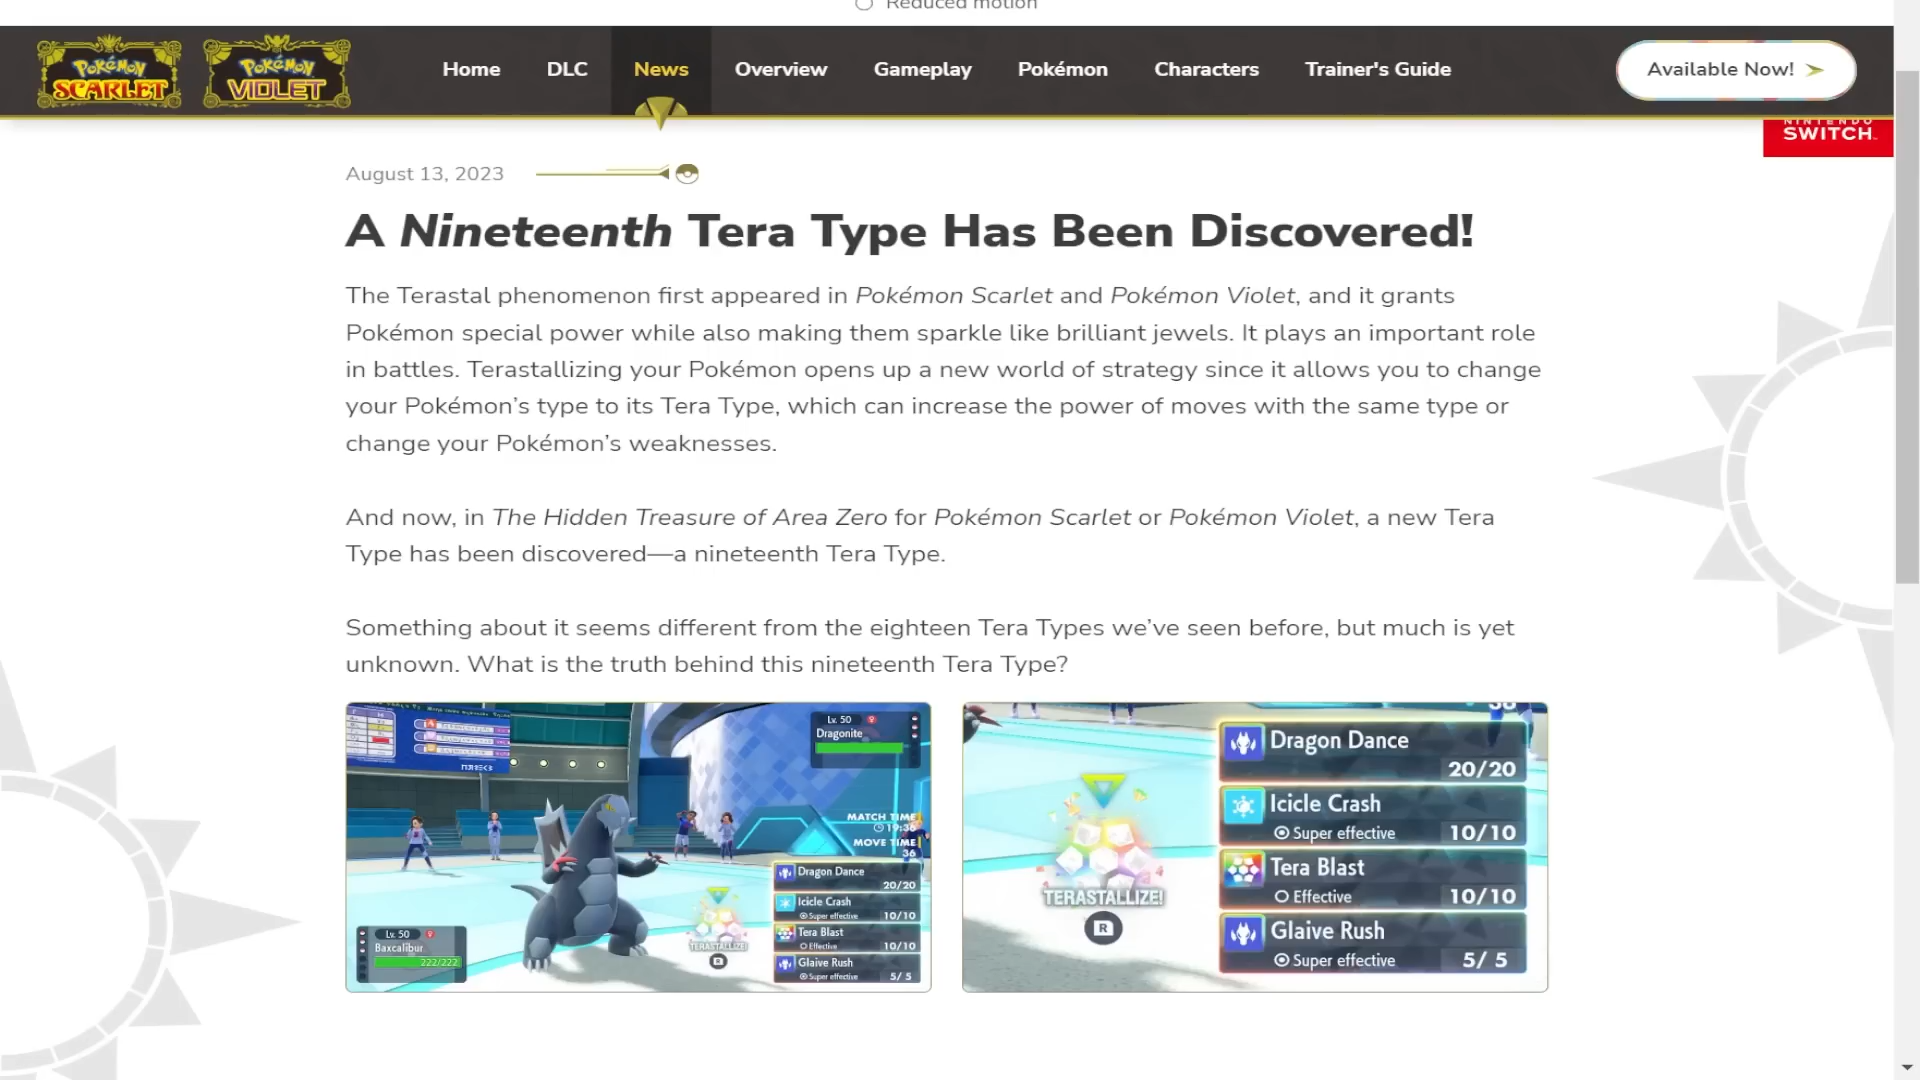 Reduced motion
Pokémon SCARLET
Pokémon VIOLET
Home
DLC
News
Overview
Gameplay
Pokémon
Characters
Trainer's Guide
Available Now!
NINTENDO
SWITCH
August 13, 2023
A Nineteenth Tera Type Has Been Discovered!
The Terastal phenomenon first appeared in Pokémon Scarlet and Pokémon Violet, and it grants
Pokémon special power while also making them sparkle like brilliant jewels. It plays an important role
in battles. Terastallizing your Pokémon opens up a new world of strategy since it allows you to change
your Pokémon’s type to its Tera Type, which can increase the power of moves with the same type or
change your Pokémon’s weaknesses.
And now, in The Hidden Treasure of Area Zero for Pokémon Scarlet or Pokémon Violet, a new Tera
Type has been discovered—a nineteenth Tera Type.
Something about it seems different from the eighteen Tera Types we’ve seen before, but much is yet
unknown. What is the truth behind this nineteenth Tera Type?
Lv. 50
Dragonite
MATCH TIME
19:36
MOVE TIME
36
Dragon Dance
20/20
Icicle Crash
Super effective 10/10
Tera Blast
Effective 10/10
Glaive Rush
Super effective 5/ 5
TERASTALLIZE!
R
Lv. 50
Baxcalibur
222/222
36
Dragon Dance
20/20
Icicle Crash
Super effective 10/10
Tera Blast
Effective 10/10
Glaive Rush
Super effective 5/ 5
TERASTALLIZE!
R